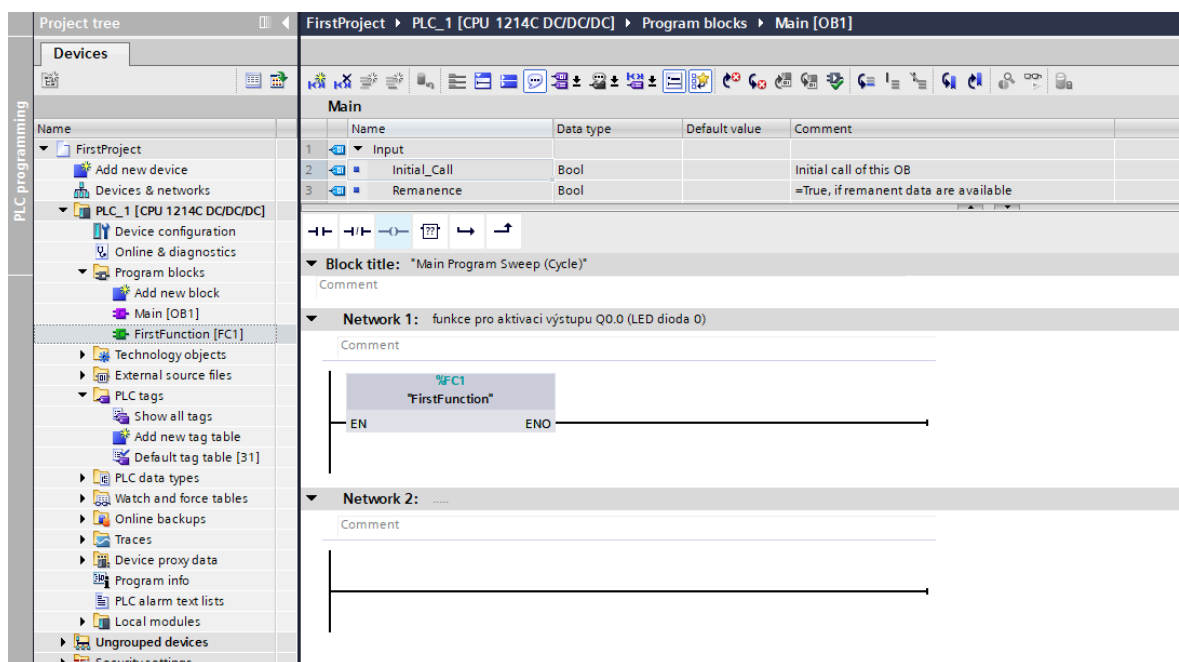 Project tree
FirstProject ▸ PLC_1 [CPU 1214C DC/DC/DC] ▸ Program blocks ▸ Main [OB1]
Devices
PLC programming
Name
FirstProject
Add new device
Devices & networks
PLC_1 [CPU 1214C DC/DC/DC]
Device configuration
Online & diagnostics
Program blocks
Add new block
Main [OB1]
FirstFunction [FC1]
Technology objects
External source files
PLC tags
Show all tags
Add new tag table
Default tag table [31]
PLC data types
Watch and force tables
Online backups
Traces
Device proxy data
Program info
PLC alarm text lists
Local modules
Ungrouped devices
Security settings
Main
Name Data type Default value Comment
1 Input
2 Initial_Call Bool Initial call of this OB
3 Remanence Bool =True, if remanent data are available
??
Block title: "Main Program Sweep (Cycle)"
Comment
Network 1: funkce pro aktivaci výstupu Q0.0 (LED dioda 0)
Comment
%FC1
"FirstFunction"
EN ENO
Network 2: .....
Comment